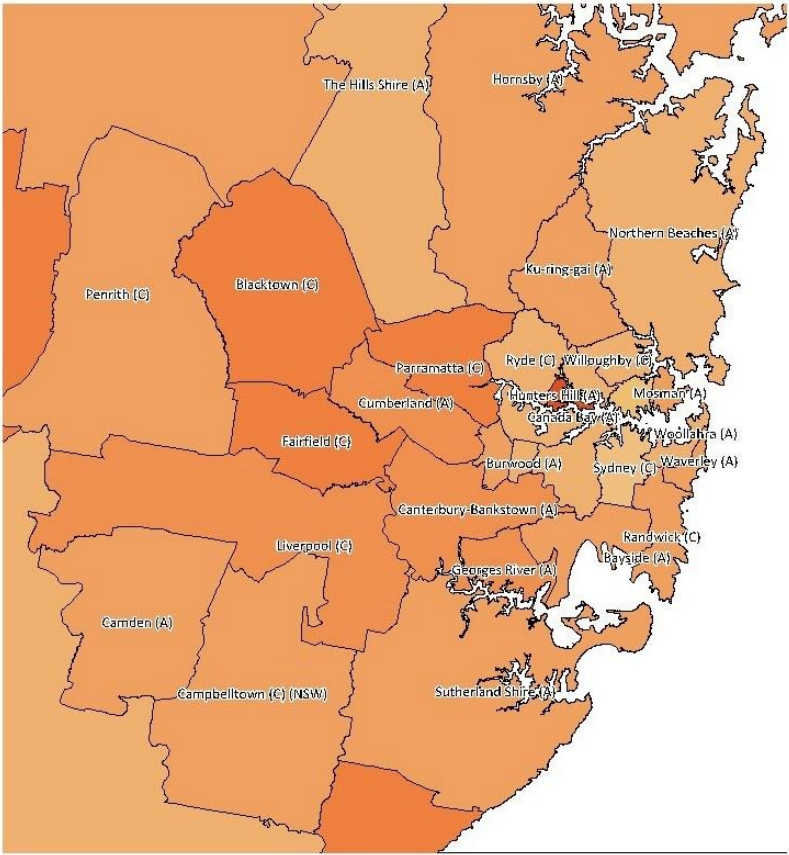 The Hills Shire (A)
Hornsby (A)
Northern Beaches (A)
Ku-ring-gai (A)
Blacktown (C)
Penrith (C)
Ryde (C)
Willoughby (C)
Parramatta (C)
Hunters Hill (A)
Mosman (A)
Cumberland (A)
Canada Bay (A)
Woollahra (A)
Fairfield (C)
Burwood (A)
Sydney (C)
Waverley (A)
Canterbury-Bankstown (A)
Randwick (C)
Liverpool (C)
Bayside (A)
Georges River (A)
Camden (A)
Campbelltown (C) (NSW)
Sutherland Shire (A)